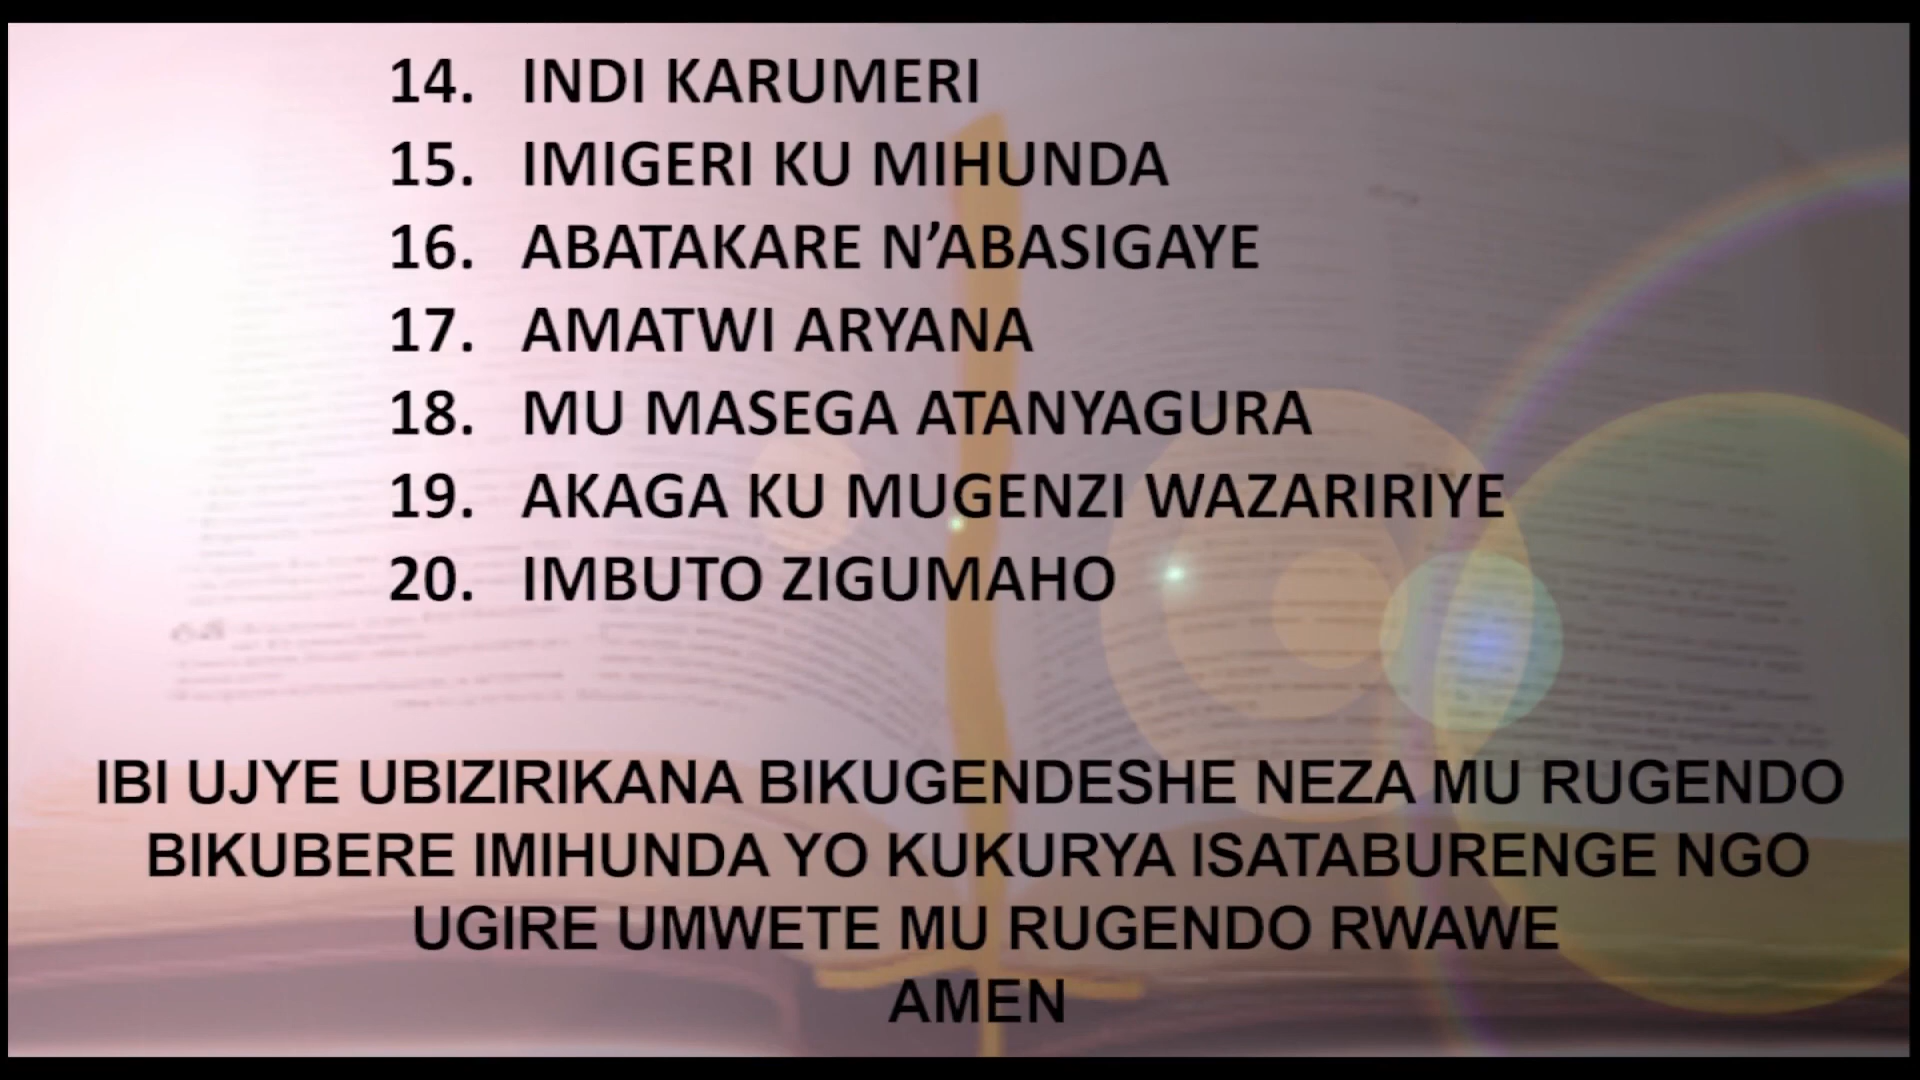 14. INDI KARUMERI
15. IMIGERI KU MIHUNDA
16. ABATAKARE N’ABASIGAYE
17. AMATWI ARYANA
18. MU MASEGA ATANYAGURA
19. AKAGA KU MUGENZI WAZARIRIYE
20. IMBUTO ZIGUMAHO
IBI UJYE UBIZIRIKANA BIKUGENDESHE NEZA MU RUGENDO
BIKUBERE IMIHUNDA YO KUKURYA ISATABURENGE NGO
UGIRE UMWETE MU RUGENDO RWAWE
AMEN